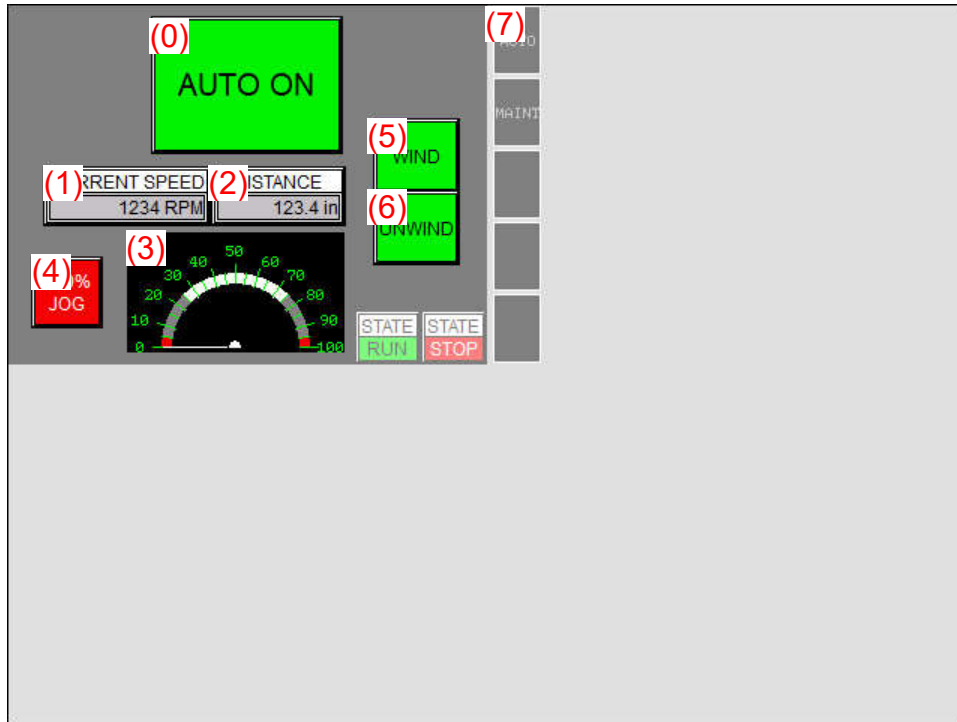 (0)
AUTO ON
(7)
MAINT
(5)
WIND
(1) RRENT SPEED
1234 RPM
(2) ISTANCE
123.4 in
(6)
UNWIND
(3)
0 10 20 30 40 50 60 70 80 90 100
(4) %
JOG
STATE
RUN
STATE
STOP